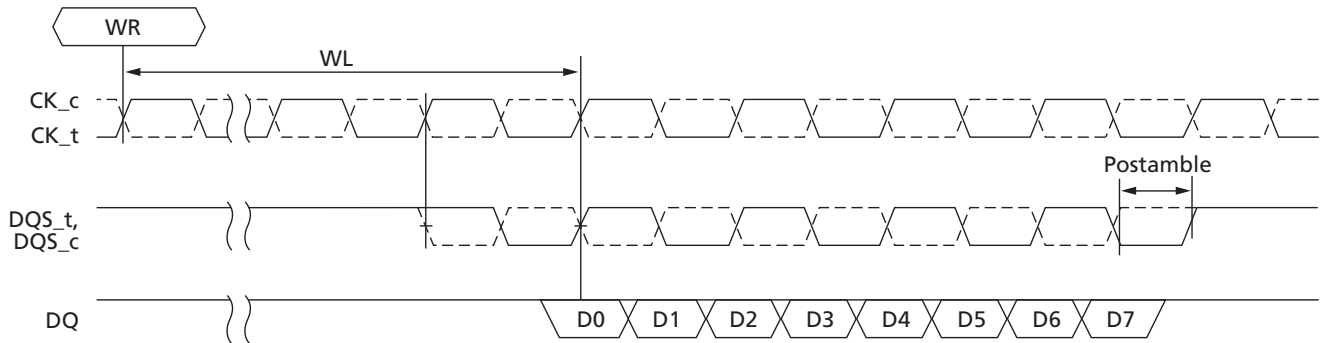 WR
WL
CK_c
CK_t
Postamble
DQS_t,
DQS_c
DQ
D0 D1 D2 D3 D4 D5 D6 D7